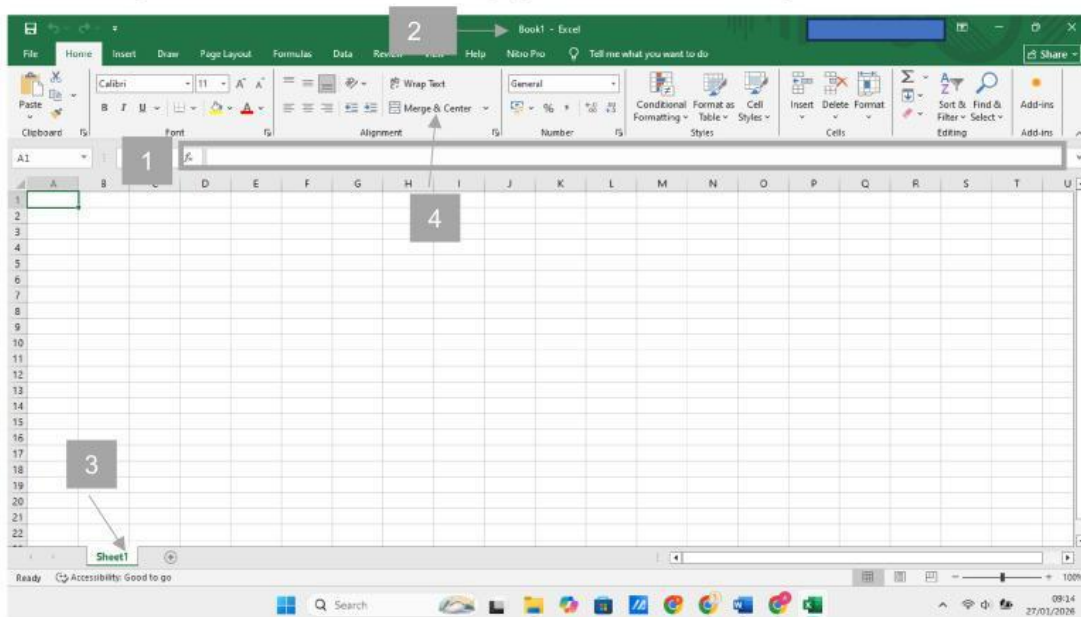 2
Book1 - Excel
File Home Insert Draw Page Layout Formulas Data Help Nitro Pro Tell me what you want to do Share
Calibri 11 A A Wrap Text General Σ
Paste B I U A Merge & Center % Conditional Formatting Format as Table Cell Styles Insert Delete Format Sort & Filter Find & Select Add-ins
Clipboard Font Alignment Number Styles Cells Editing Add-ins
A1 1 fx
A B D E F G H I J K L M N O P Q R S T U
1
2
3
4
5
6
7
8
9
10
11
12
13
14
15
16
17
18
19
20
21
22
4
3
Sheet1
Ready Accessibility: Good to go 100%
Search 09:14
27/01/2026